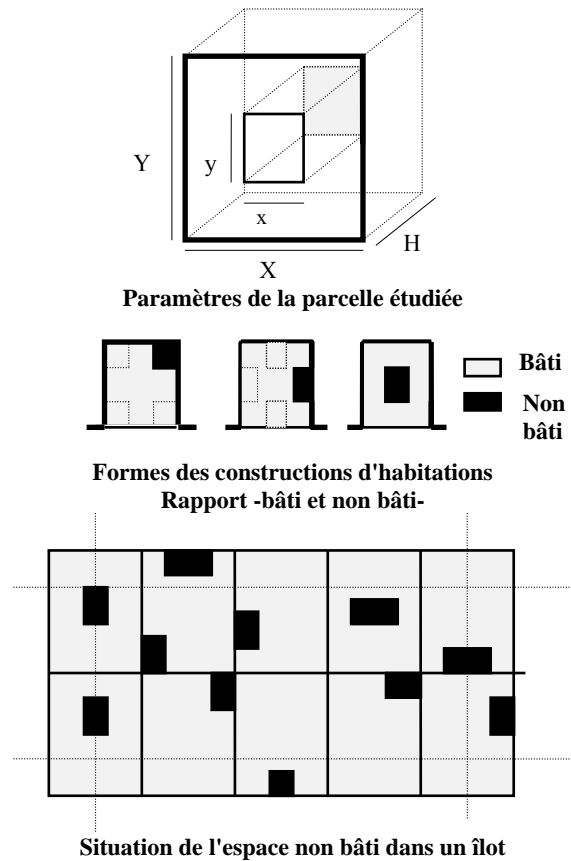 Y
y
x
H
X
Paramètres de la parcelle étudiée
Bâti
Non
bâti
Formes des constructions d'habitations
Rapport -bâti et non bâti-
Situation de l'espace non bâti dans un îlot